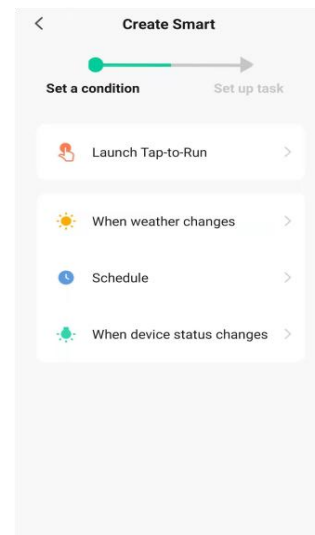 Create Smart
Set a condition
Set up task
Launch Tap-to-Run
When weather changes
Schedule
When device status changes